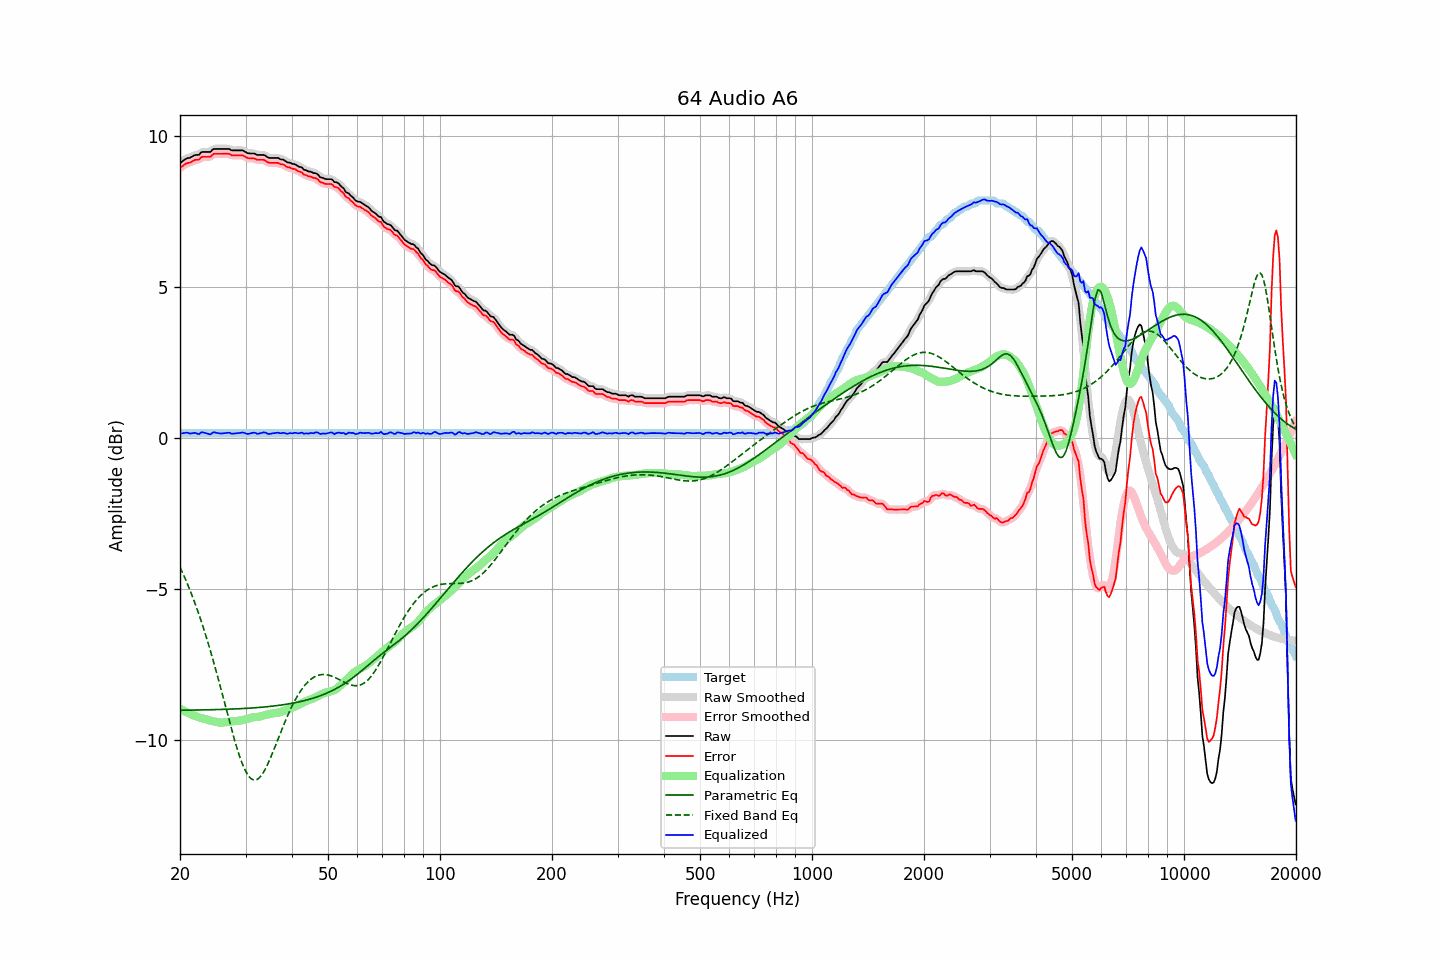 64 Audio A6
10
5
0
−5
−10
Amplitude (dBr)
Target
Raw Smoothed
Error Smoothed
Raw
Error
Equalization
Parametric Eq
Fixed Band Eq
Equalized
20 50 100 200 500 1000 2000 5000 10000 20000
Frequency (Hz)